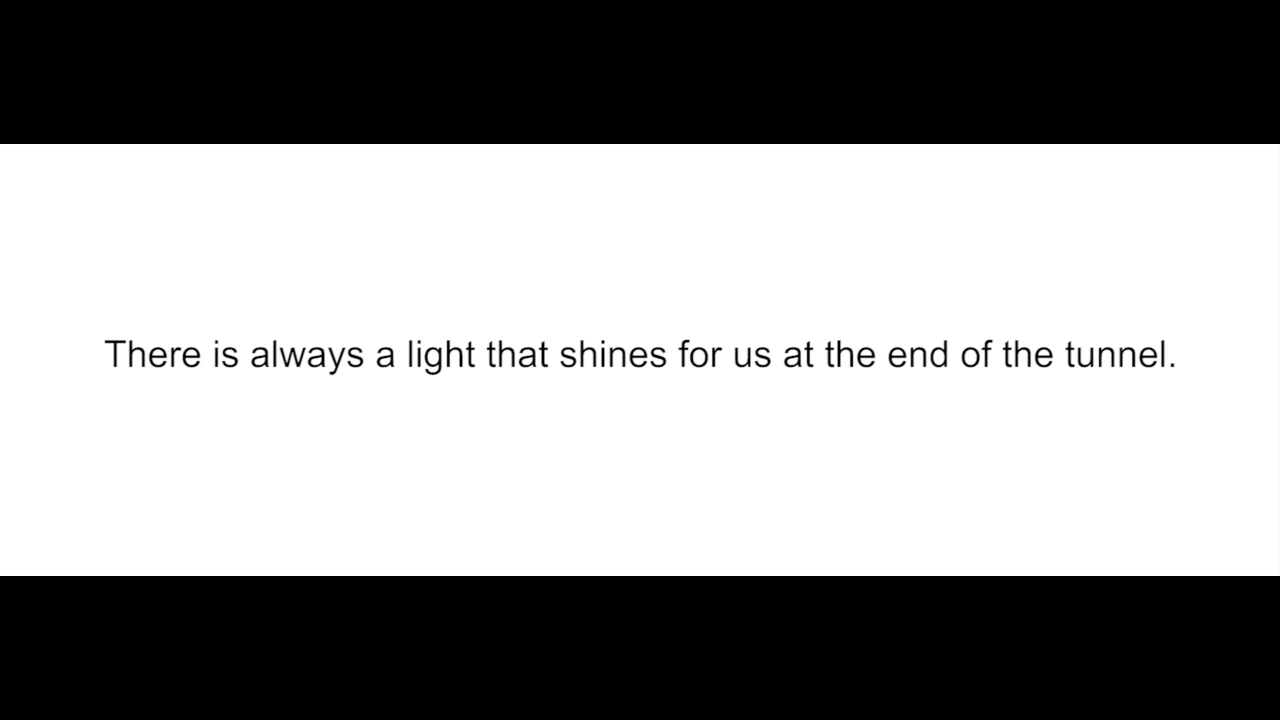 There is always a light that shines for us at the end of the tunnel.